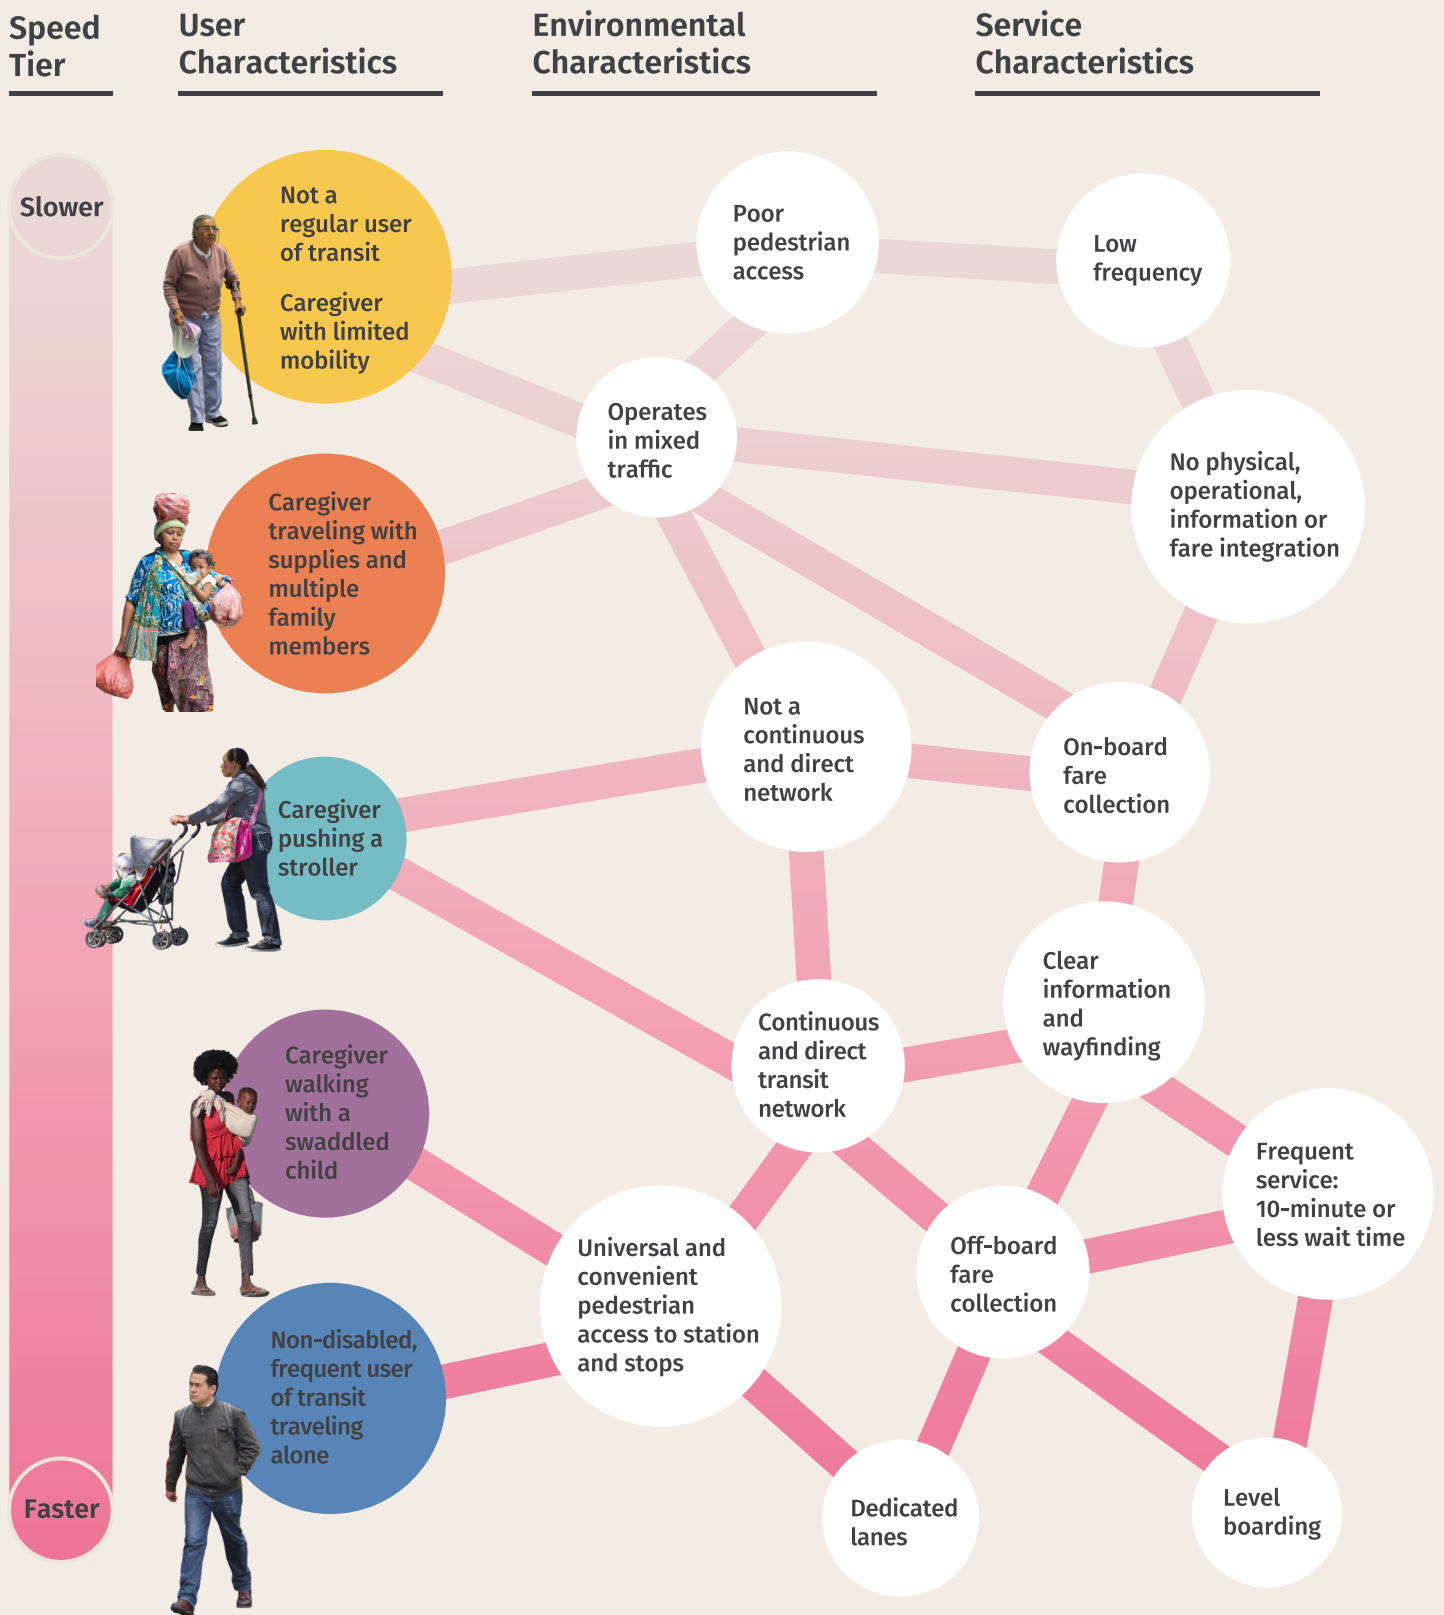 Speed
Tier
User
Characteristics
Environmental
Characteristics
Service
Characteristics
Slower
Not a
regular user
of transit
Caregiver
with limited
mobility
Poor
pedestrian
access
Low
frequency
Operates
in mixed
traffic
No physical,
operational,
information or
fare integration
Caregiver
traveling with
supplies and
multiple
family
members
Not a
continuous
and direct
network
On-board
fare
collection
Caregiver
pushing a
stroller
Clear
information
and
wayfinding
Continuous
and direct
transit
network
Caregiver
walking
with a
swaddled
child
Frequent
service:
10-minute or
less wait time
Universal and
convenient
pedestrian
access to station
and stops
Off-board
fare
collection
Non-disabled,
frequent user
of transit
traveling
alone
Faster
Dedicated
lanes
Level
boarding